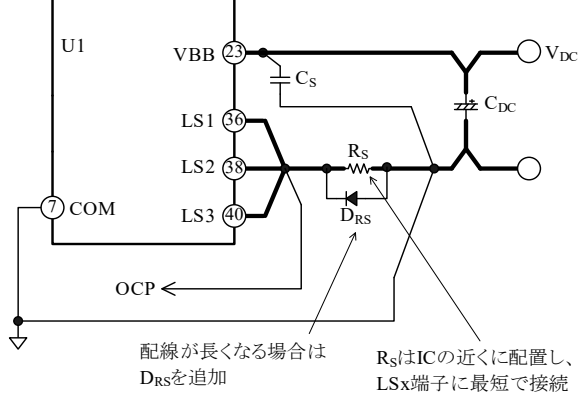 U1
VBB 23
V_DC
C_S
LS1 36
C_DC
LS2 38
R_S
7 COM
LS3 40
D_RS
OCP
配線が長くなる場合は
D_RSを追加
R_SはICの近くに配置し、
LSx端子に最短で接続